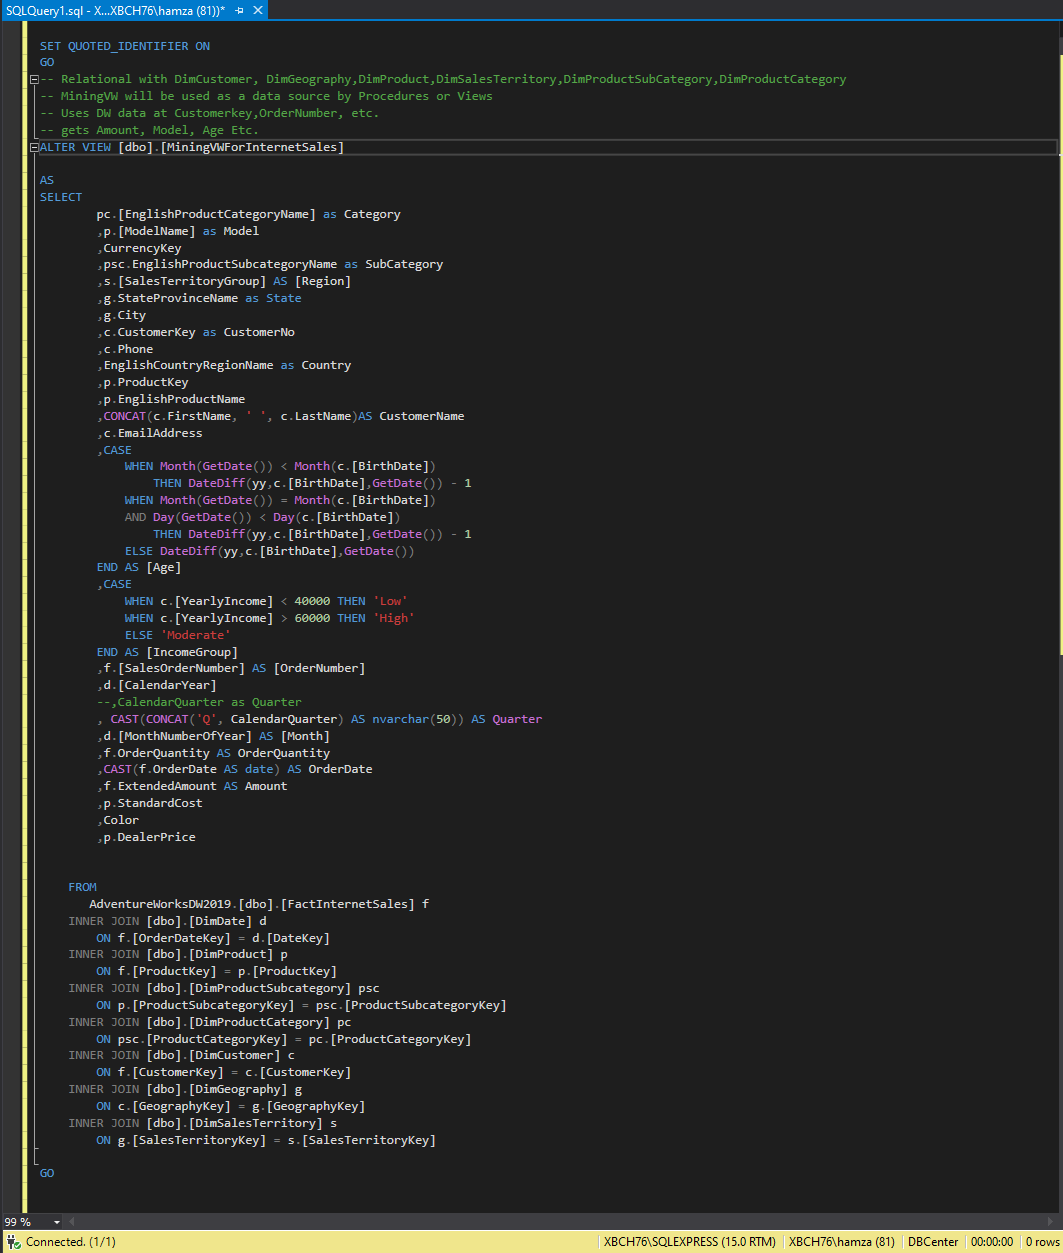 SQLQuery1.sql - X...XBCH76\hamza (81))*
SET QUOTED_IDENTIFIER ON
GO
-- Relational with DimCustomer, DimGeography,DimProduct,DimSalesTerritory,DimProductSubCategory,DimProductCategory
-- MiningVW will be used as a data source by Procedures or Views
-- Uses DW data at Customerkey,OrderNumber, etc.
-- gets Amount, Model, Age Etc.
ALTER VIEW [dbo].[MiningVWForInternetSales]
AS
SELECT
pc.[EnglishProductCategoryName] as Category
,p.[ModelName] as Model
,CurrencyKey
,psc.EnglishProductSubcategoryName as SubCategory
,s.[SalesTerritoryGroup] AS [Region]
,g.StateProvinceName as State
,g.City
,c.CustomerKey as CustomerNo
,c.Phone
,EnglishCountryRegionName as Country
,p.ProductKey
,p.EnglishProductName
,CONCAT(c.FirstName, ' ', c.LastName)AS CustomerName
,c.EmailAddress
,CASE
WHEN Month(GetDate()) < Month(c.[BirthDate])
THEN DateDiff(yy,c.[BirthDate],GetDate()) - 1
WHEN Month(GetDate()) = Month(c.[BirthDate])
AND Day(GetDate()) < Day(c.[BirthDate])
THEN DateDiff(yy,c.[BirthDate],GetDate()) - 1
ELSE DateDiff(yy,c.[BirthDate],GetDate())
END AS [Age]
,CASE
WHEN c.[YearlyIncome] < 40000 THEN 'Low'
WHEN c.[YearlyIncome] > 60000 THEN 'High'
ELSE 'Moderate'
END AS [IncomeGroup]
,f.[SalesOrderNumber] AS [OrderNumber]
,d.[CalendarYear]
--,CalendarQuarter as Quarter
, CAST(CONCAT('Q', CalendarQuarter) AS nvarchar(50)) AS Quarter
,d.[MonthNumberOfYear] AS [Month]
,f.OrderQuantity AS OrderQuantity
,CAST(f.OrderDate AS date) AS OrderDate
,f.ExtendedAmount AS Amount
,p.StandardCost
,Color
,p.DealerPrice
FROM
AdventureWorksDW2019.[dbo].[FactInternetSales] f
INNER JOIN [dbo].[DimDate] d
ON f.[OrderDateKey] = d.[DateKey]
INNER JOIN [dbo].[DimProduct] p
ON f.[ProductKey] = p.[ProductKey]
INNER JOIN [dbo].[DimProductSubcategory] psc
ON p.[ProductSubcategoryKey] = psc.[ProductSubcategoryKey]
INNER JOIN [dbo].[DimProductCategory] pc
ON psc.[ProductCategoryKey] = pc.[ProductCategoryKey]
INNER JOIN [dbo].[DimCustomer] c
ON f.[CustomerKey] = c.[CustomerKey]
INNER JOIN [dbo].[DimGeography] g
ON c.[GeographyKey] = g.[GeographyKey]
INNER JOIN [dbo].[DimSalesTerritory] s
ON g.[SalesTerritoryKey] = s.[SalesTerritoryKey]
GO
99 %
Connected. (1/1) XBCH76\SQLEXPRESS (15.0 RTM) XBCH76\hamza (81) DBCenter 00:00:00 0 rows